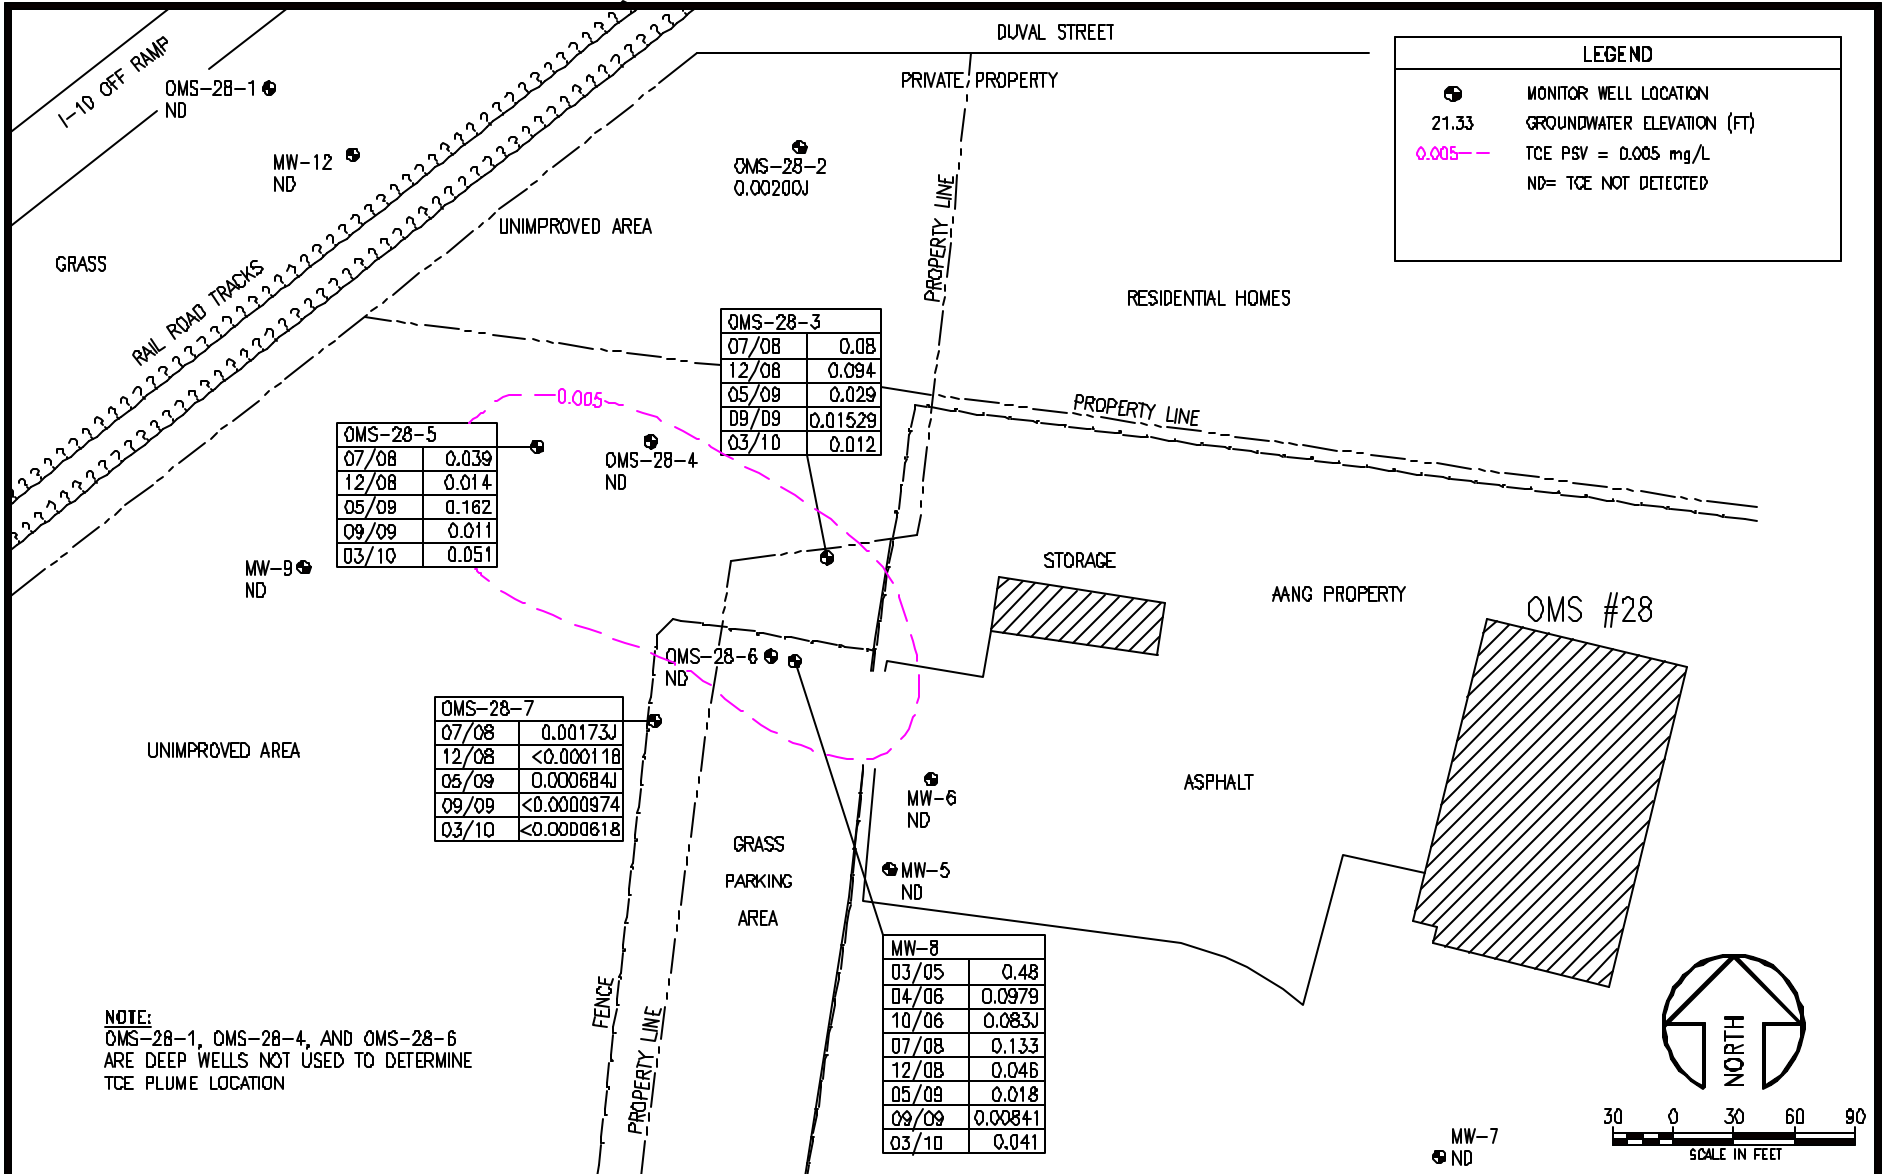 DUVAL STREET
PRIVATE PROPERTY
I-10 OFF RAMP
OMS-28-1
ND
MW-12
ND
OMS-28-2
0.00200J
UNIMPROVED AREA
GRASS
RAIL ROAD TRACKS
PROPERTY LINE
RESIDENTIAL HOMES
LEGEND
MONITOR WELL LOCATION
21.33 GROUNDWATER ELEVATION (FT)
0.005 TCE PSV = 0.005 mg/L
ND= TCE NOT DETECTED
OMS-28-3
07/08 0.08
12/08 0.094
05/09 0.029
09/09 0.01529
03/10 0.012
PROPERTY LINE
0.005
OMS-28-5
07/08 0.039
12/08 0.014
05/09 0.162
09/09 0.011
03/10 0.051
OMS-28-4
ND
MW-9
ND
STORAGE
AANG PROPERTY
OMS #28
OMS-28-6
ND
OMS-28-7
07/08 0.00173J
12/08 <0.000118
05/09 0.000684J
09/09 <0.0000974
03/10 <0.0000618
UNIMPROVED AREA
MW-6
ND
ASPHALT
GRASS
PARKING
AREA
MW-5
ND
MW-8
03/05 0.48
04/06 0.0979
10/06 0.083J
07/08 0.133
12/08 0.046
05/09 0.018
09/09 0.00841
03/10 0.041
FENCE
PROPERTY LINE
NOTE:
OMS-28-1, OMS-28-4, AND OMS-28-6
ARE DEEP WELLS NOT USED TO DETERMINE
TCE PLUME LOCATION
NORTH
30 0 30 60 90
SCALE IN FEET
MW-7
ND